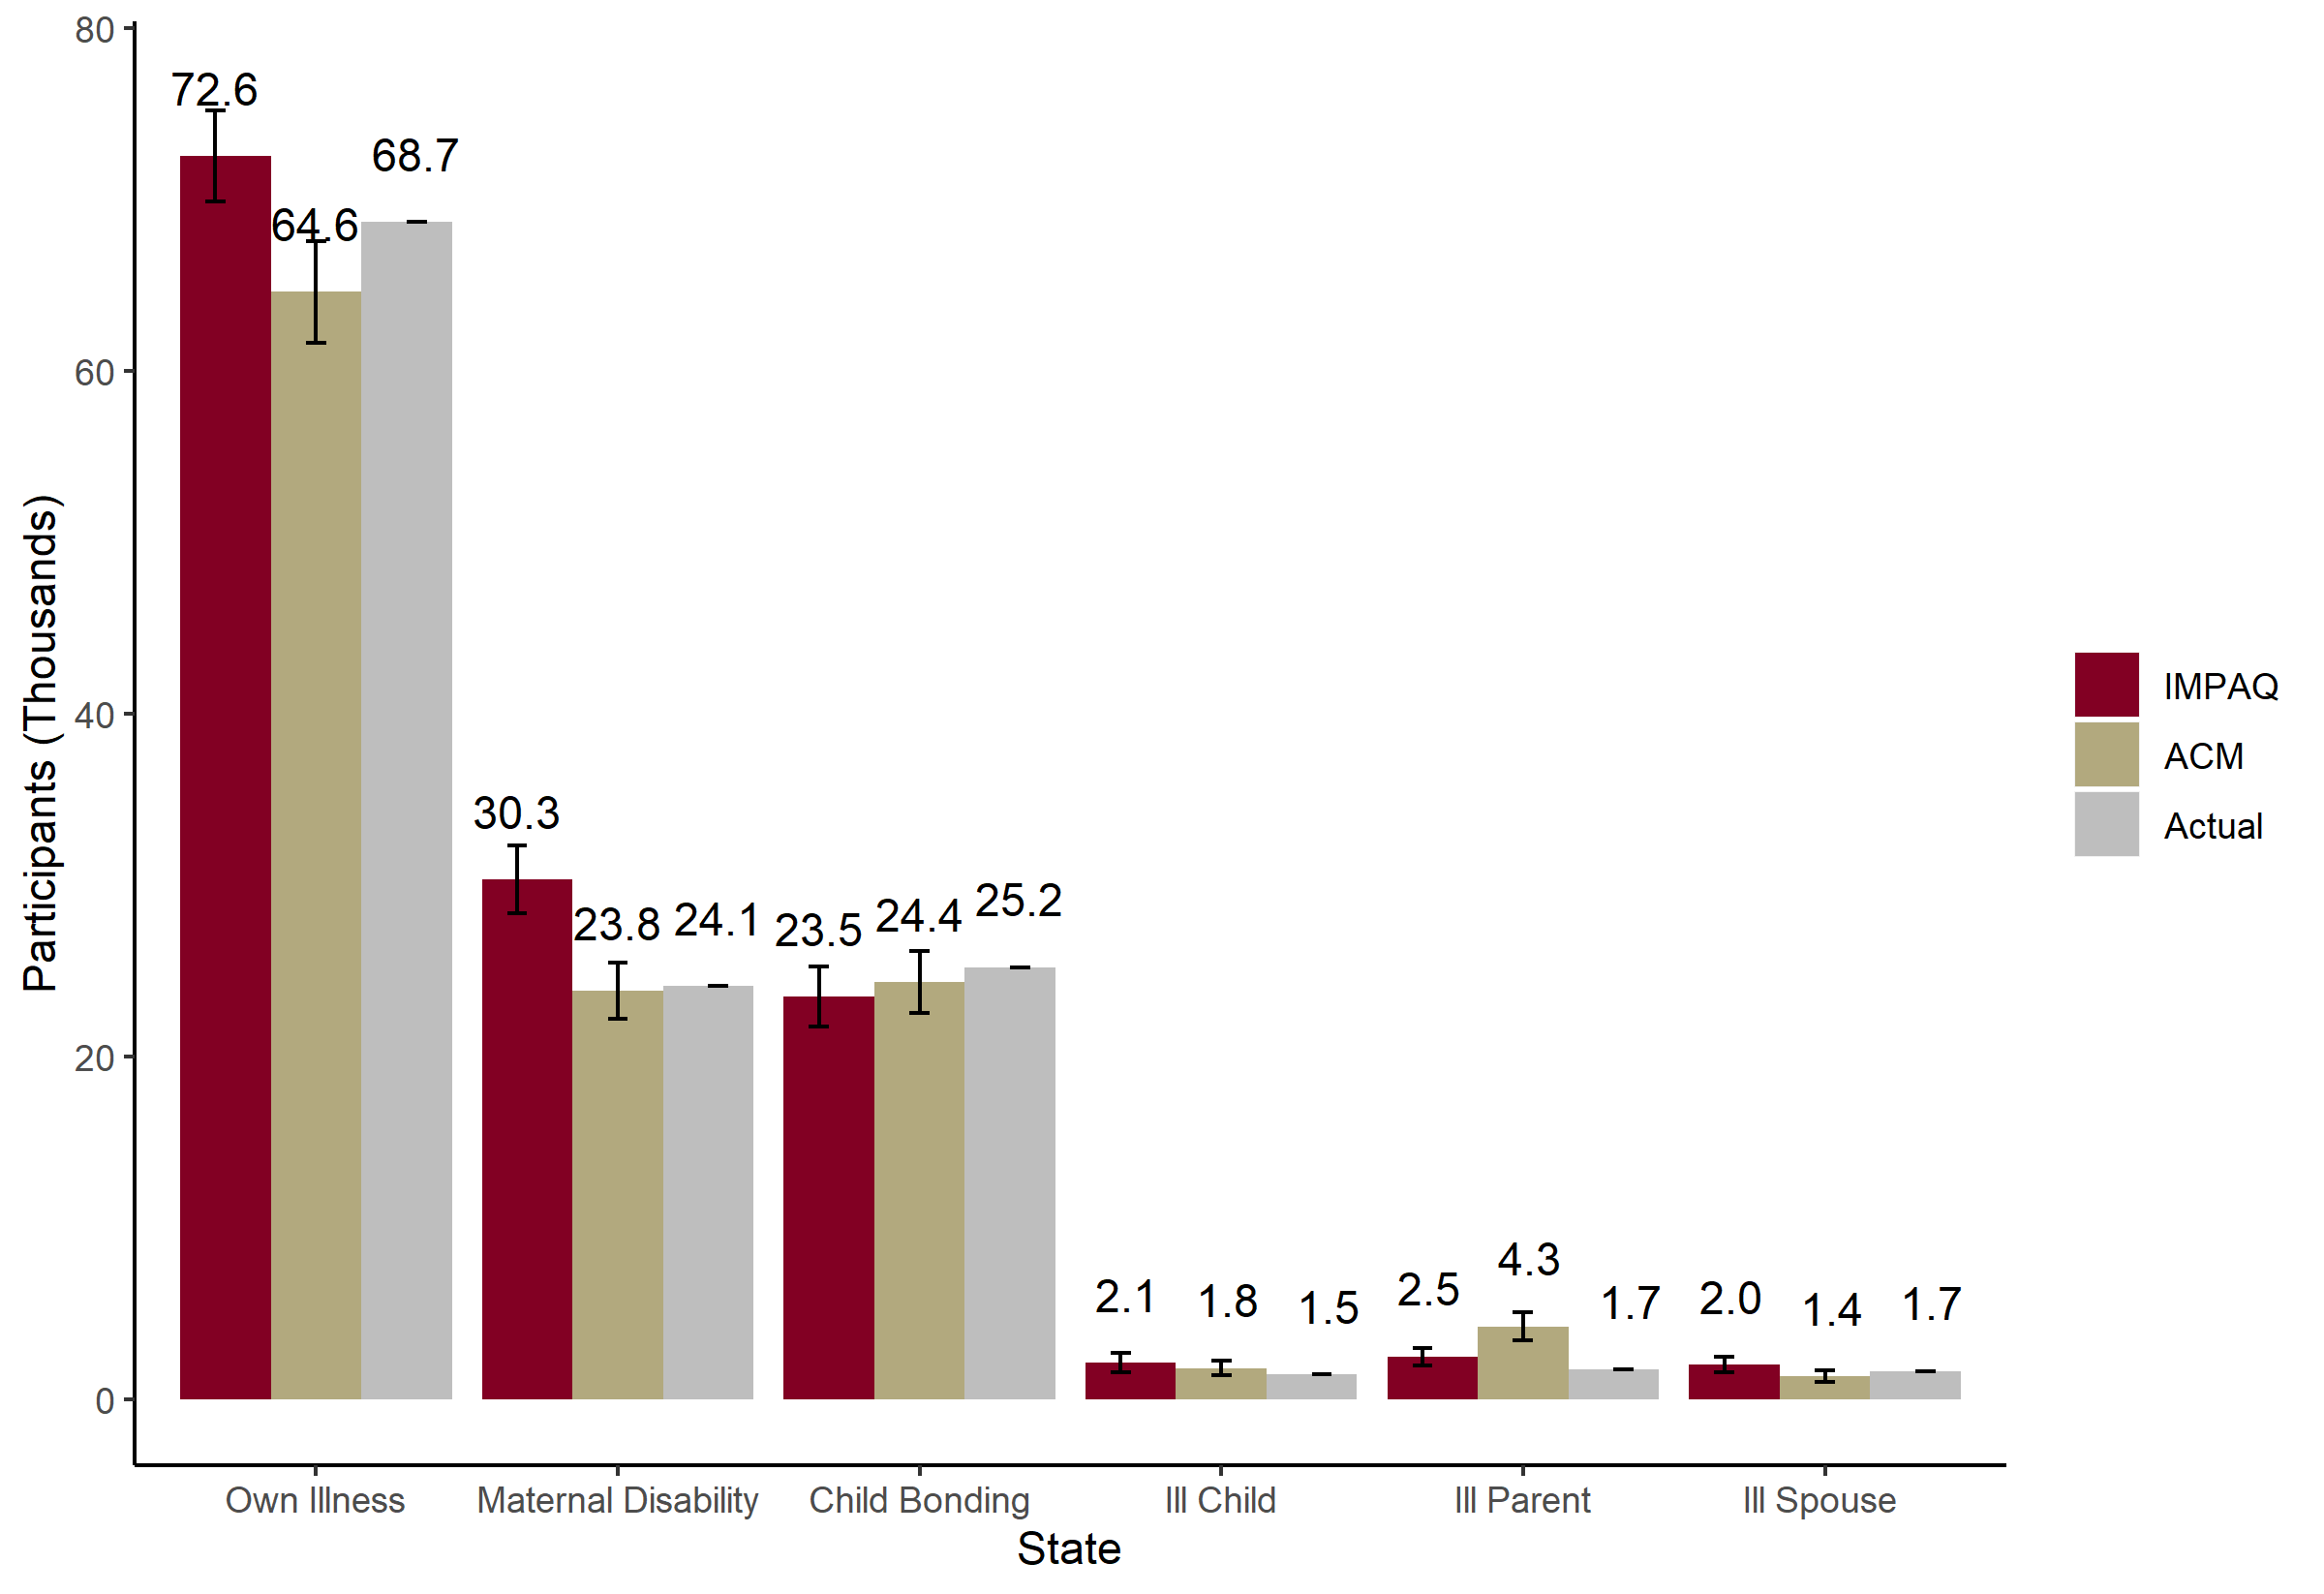 80
60
40
20
0
Participants (Thousands)
72.6
64.6
68.7
30.3
23.8
24.1
23.5
24.4
25.2
2.1
1.8
1.5
2.5
4.3
1.7
2.0
1.4
1.7
Own Illness
Maternal Disability
Child Bonding
Ill Child
Ill Parent
Ill Spouse
State
IMPAQ
ACM
Actual